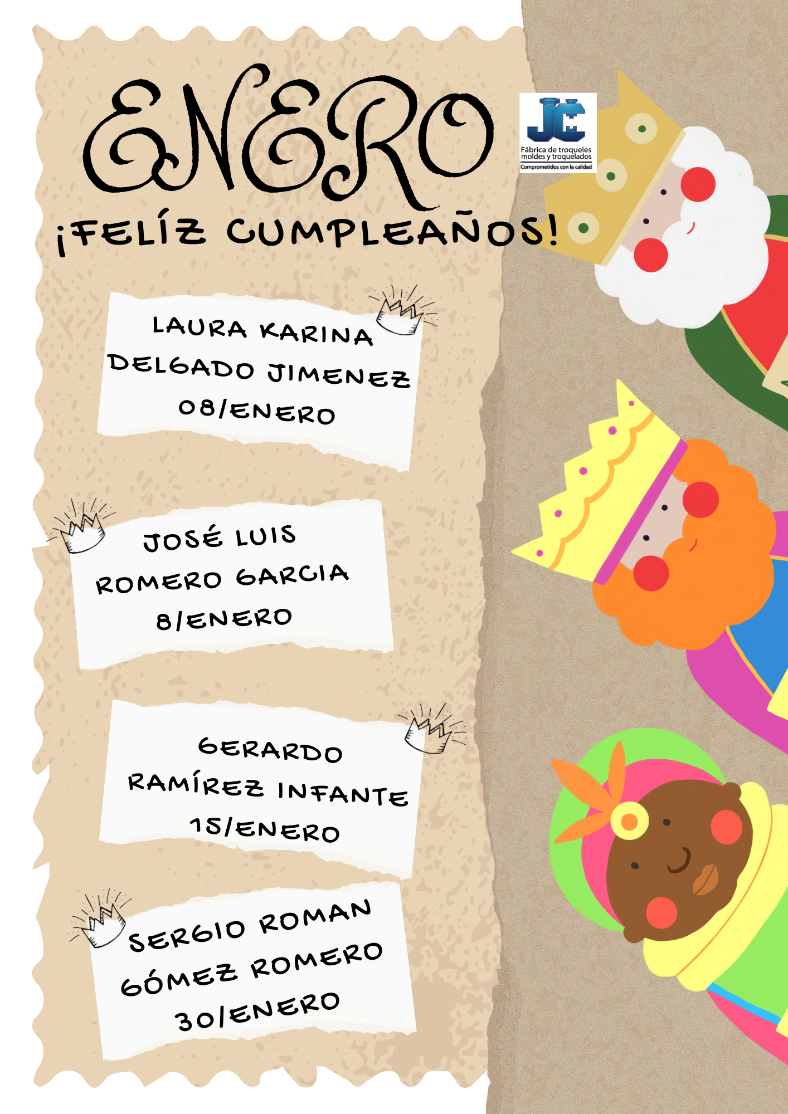 ENERO
JCE
Fábrica de troqueles
moldes y troquelados
Comprometidos con la calidad
¡FELÍZ CUMPLEAÑOS!
LAURA KARINA
DELGADO JIMENEZ
08/ENERO
JOSÉ LUIS
ROMERO GARCIA
8/ENERO
GERARDO
RAMÍREZ INFANTE
15/ENERO
SERGIO ROMAN
GÓMEZ ROMERO
30/ENERO